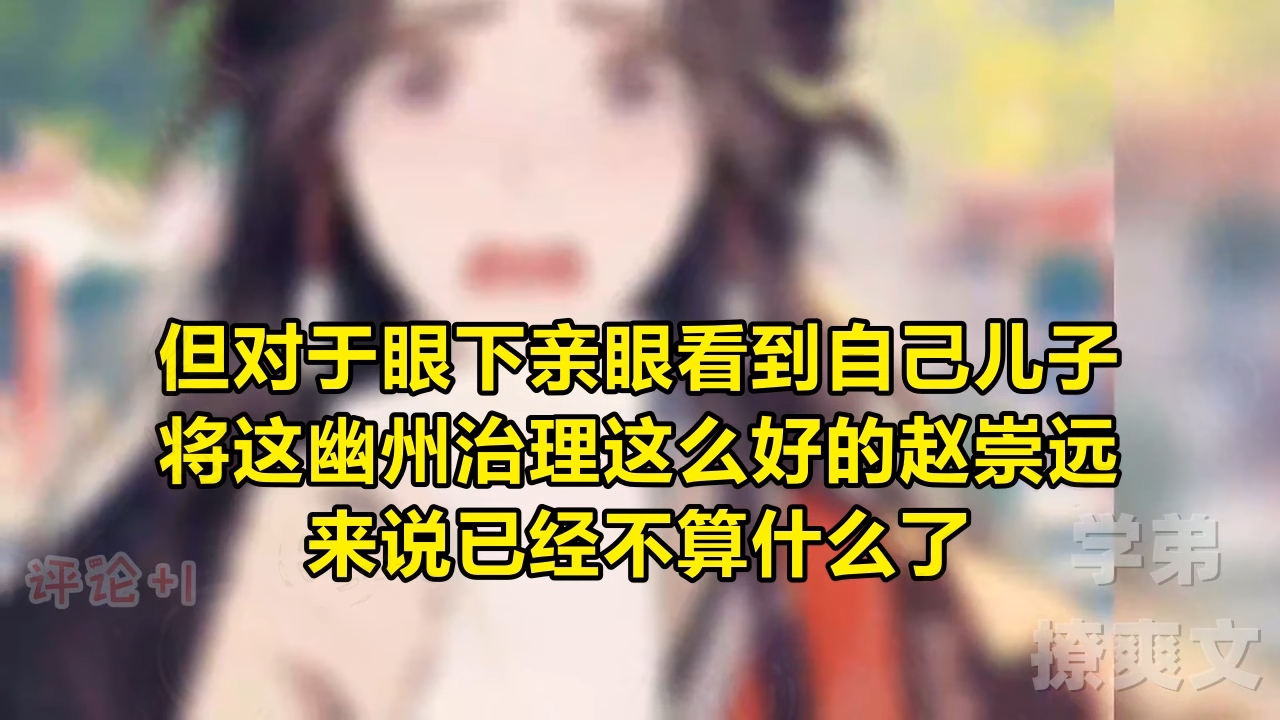 但对于眼下亲眼看到自己儿子
将这幽州治理这么好的赵崇远
来说已经不算什么了
评论+1
学弟
撩爽文